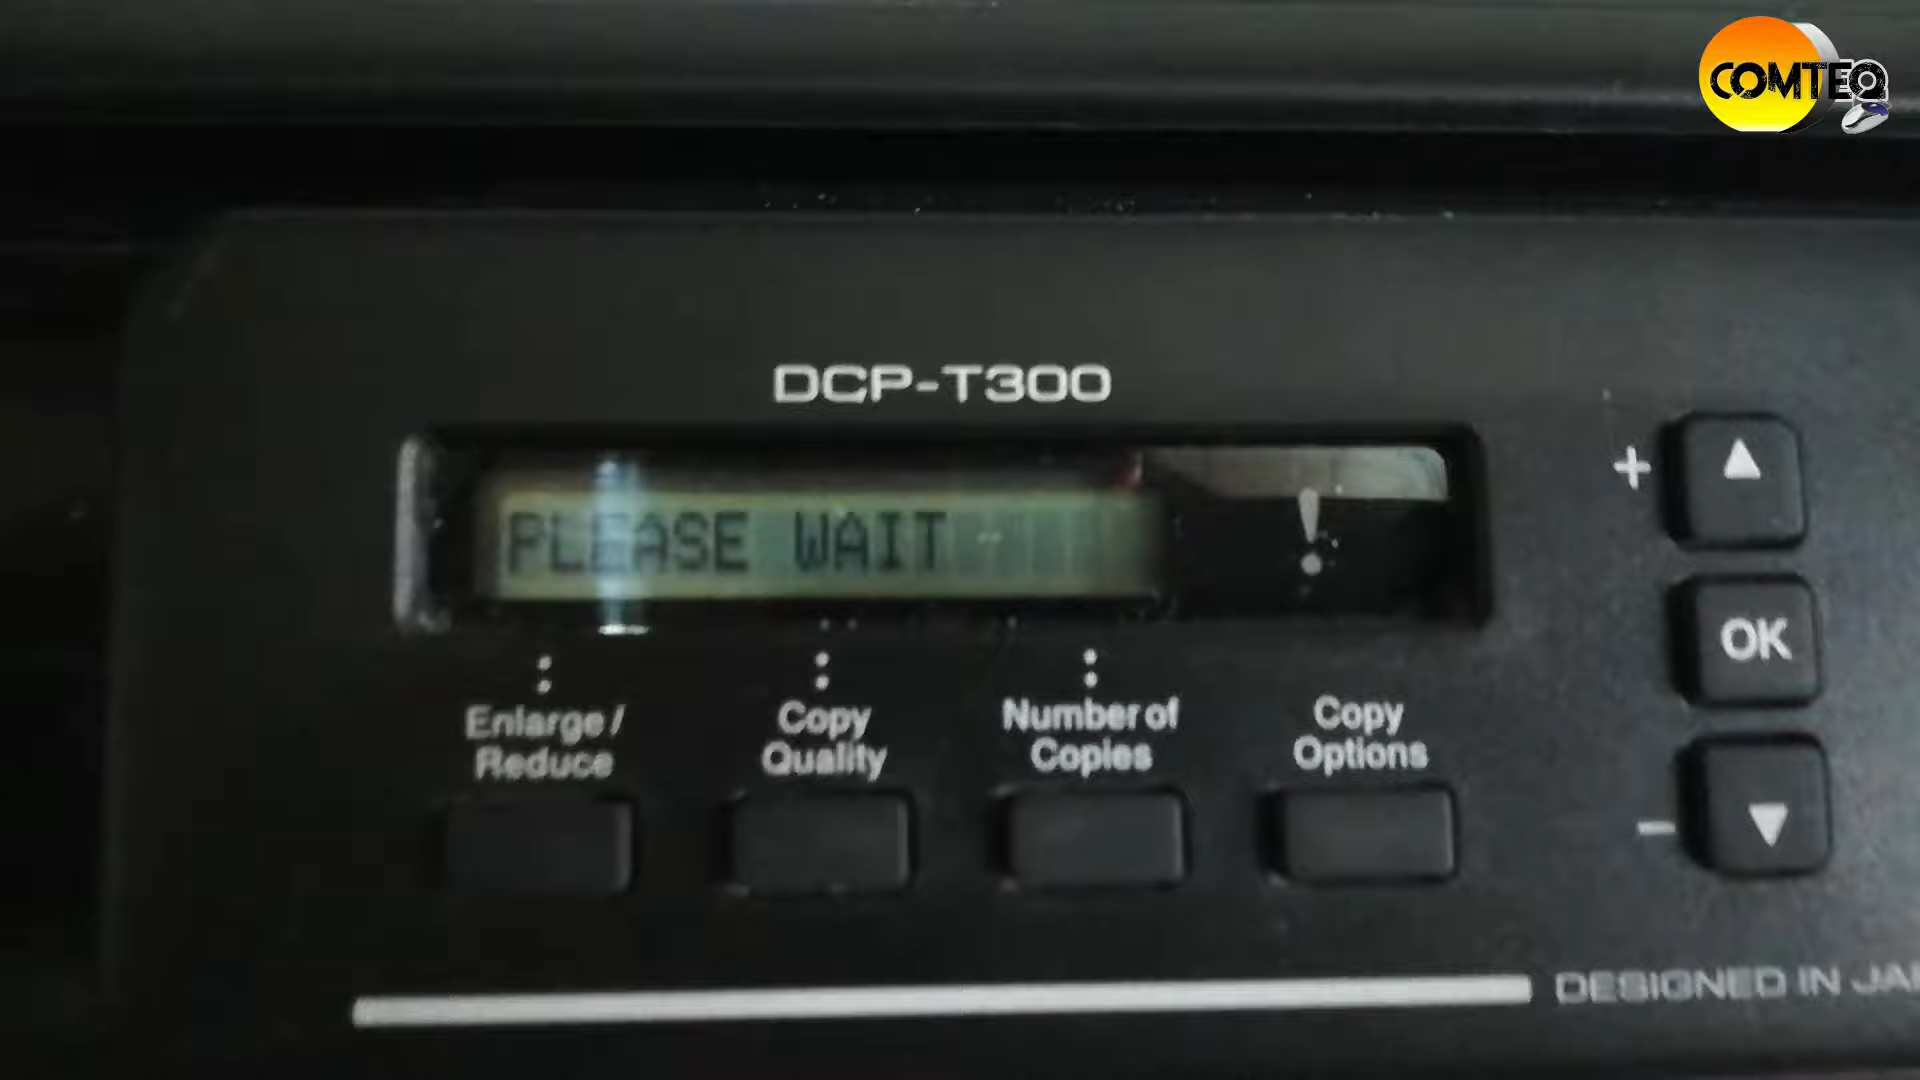 COMTEQ
DCP-T300
PLEASE WAIT
!
+
OK
-
Enlarge/
Reduce
Copy
Quality
Number of
Copies
Copy
Options
DESIGNED IN JA